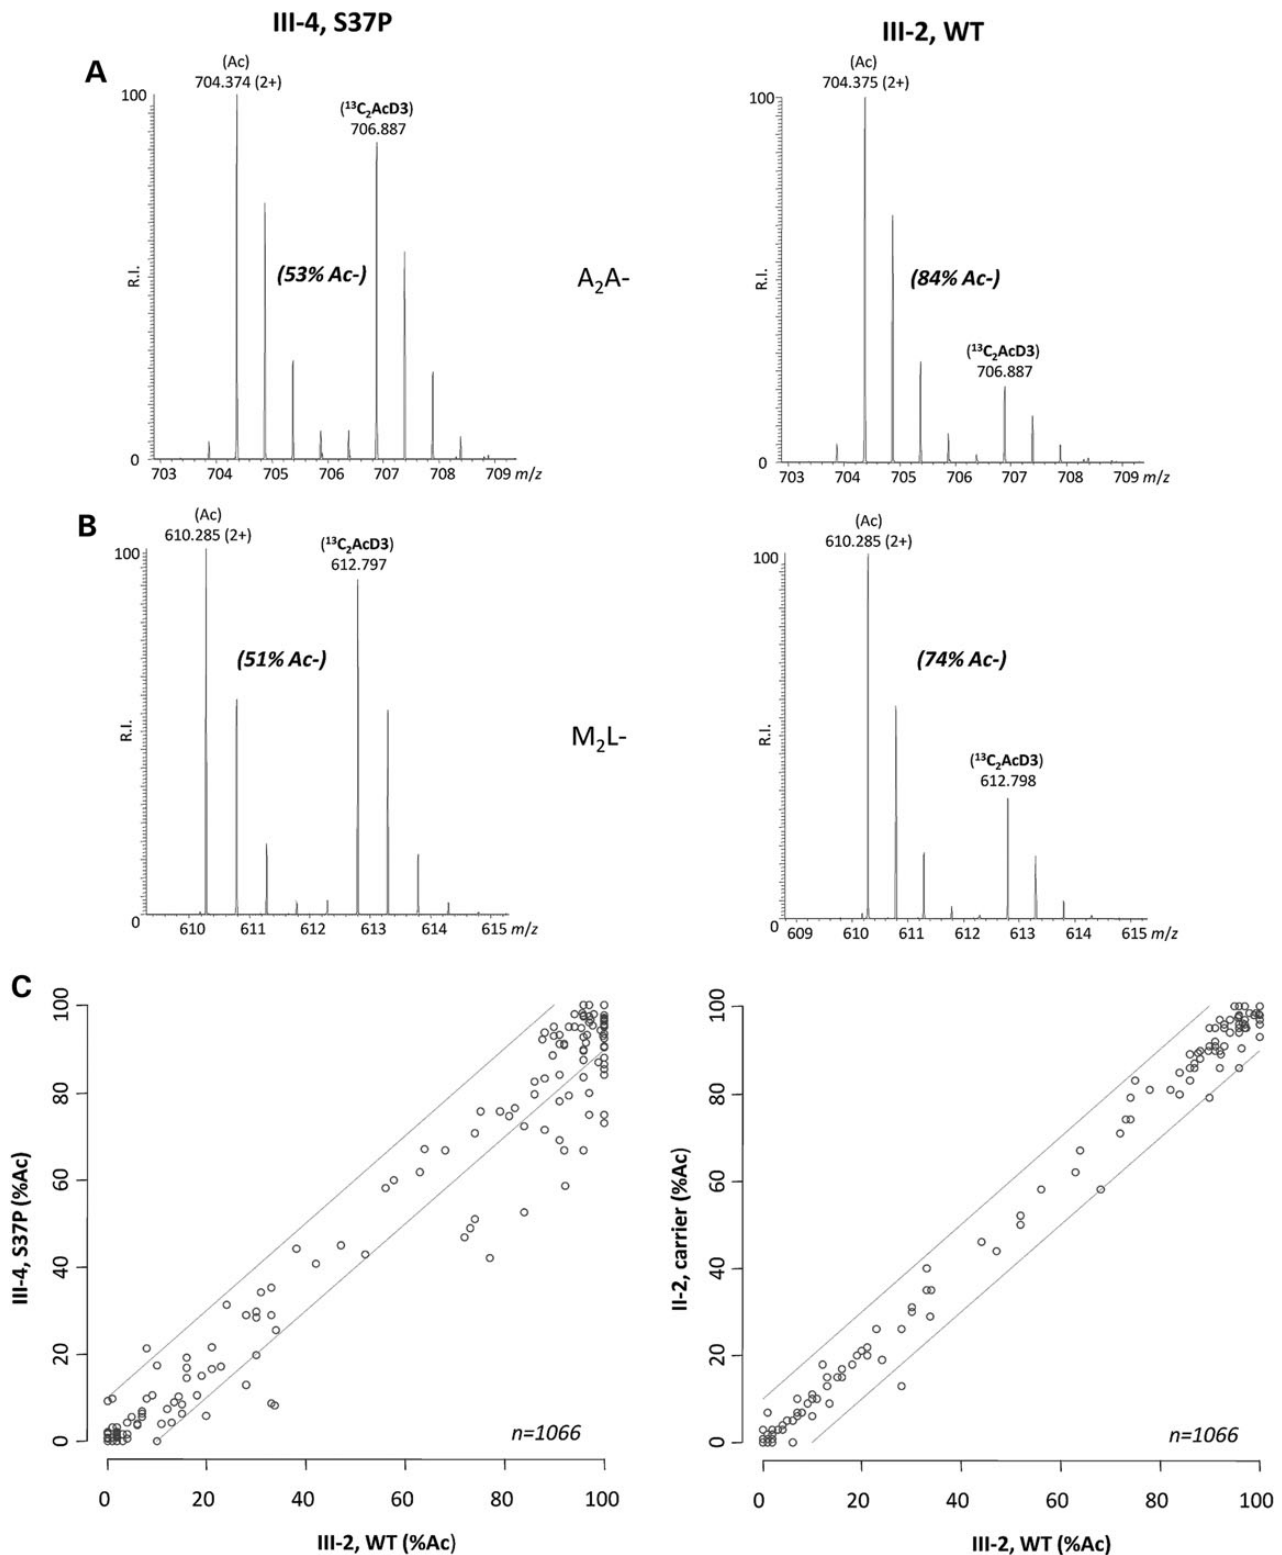 III-4, S37P
III-2, WT
A
(Ac)
704.374 (2+)
100
(¹³C₂AcD3)
706.887
(53% Ac-)
R.I.
0
703 704 705 706 707 708 709 m/z
A₂A-
(Ac)
704.375 (2+)
100
(84% Ac-)
(¹³C₂AcD3)
706.887
R.I.
0
703 704 705 706 707 708 709 m/z
B
(Ac)
610.285 (2+)
100
(¹³C₂AcD3)
612.797
(51% Ac-)
R.I.
0
610 611 612 613 614 615 m/z
M₂L-
(Ac)
610.285 (2+)
100
(74% Ac-)
(¹³C₂AcD3)
612.798
R.I.
0
609 610 611 612 613 614 615 m/z
C
III-4, S37P (%Ac)
100
80
60
40
20
0
n=1066
0 20 40 60 80 100
III-2, WT (%Ac)
II-2, carrier (%Ac)
100
80
60
40
20
0
n=1066
0 20 40 60 80 100
III-2, WT (%Ac)